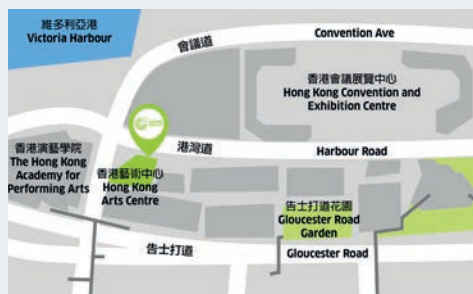 維多利亞港
Victoria Harbour
會議道
Convention Ave
香港會議展覽中心
Hong Kong Convention and
Exhibition Centre
香港演藝學院
The Hong Kong
Academy for
Performing Arts
港灣道
Harbour Road
香港藝術中心
Hong Kong
Arts Centre
告士打道花園
Gloucester Road
Garden
告士打道
Gloucester Road